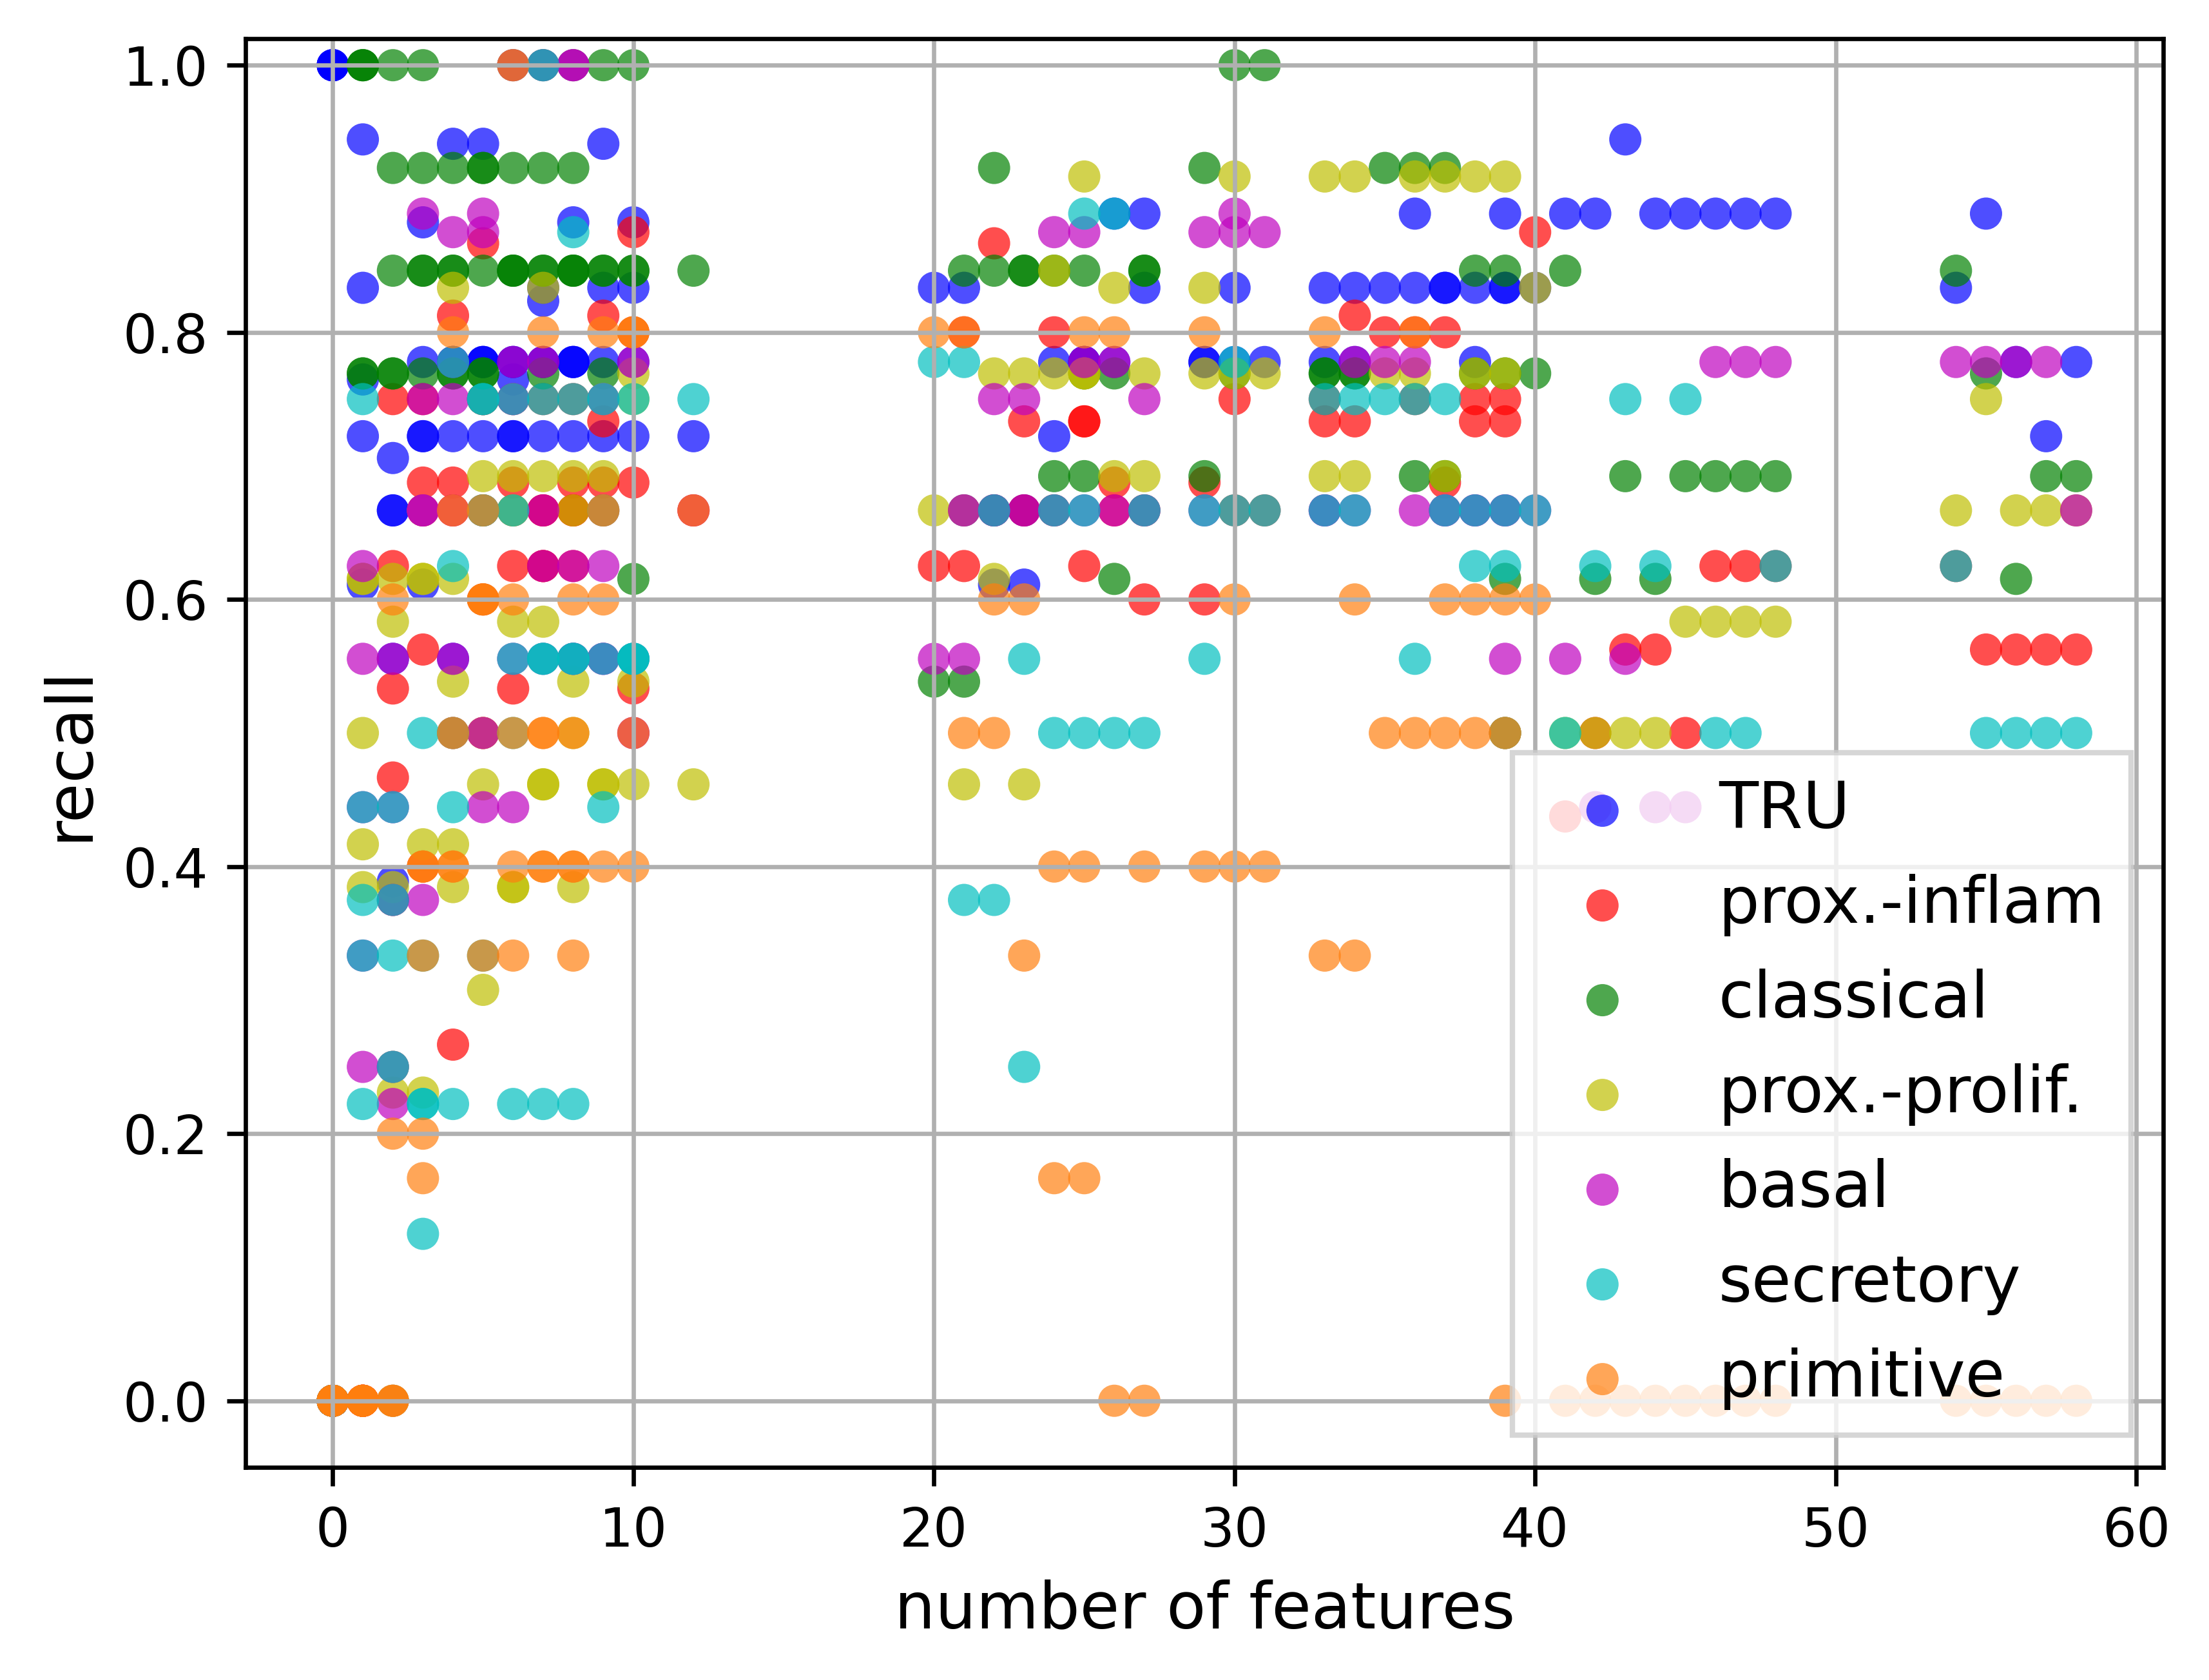 1.0
0.8
0.6
0.4
0.2
0.0
recall
0 10 20 30 40 50 60
number of features
TRU
prox.-inflam
classical
prox.-prolif.
basal
secretory
primitive